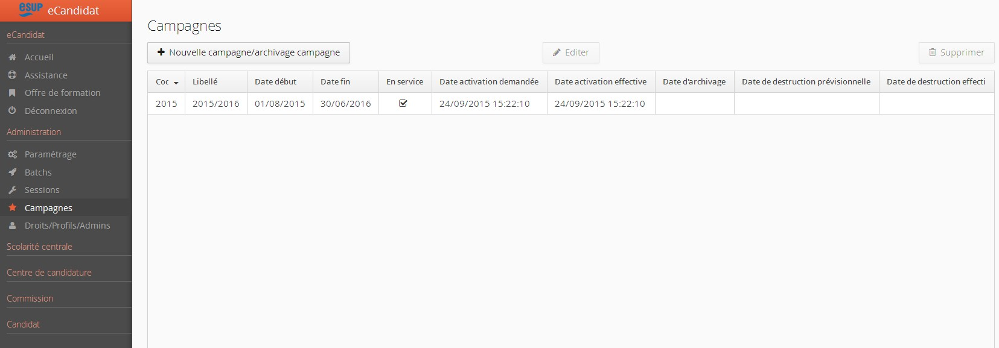 esup eCandidat
eCandidat
Accueil
Assistance
Offre de formation
Déconnexion
Administration
Paramétrage
Batchs
Sessions
Campagnes
Droits/Profils/Admins
Scolarité centrale
Centre de candidature
Commission
Candidat
Campagnes
Nouvelle campagne/archivage campagne Editer Supprimer
Coc Libellé Date début Date fin En service Date activation demandée Date activation effective Date d'archivage Date de destruction prévisionnelle Date de destruction effecti
2015 2015/2016 01/08/2015 30/06/2016 24/09/2015 15:22:10 24/09/2015 15:22:10